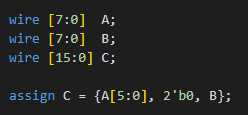 wire [7:0]  A;
wire [7:0]  B;
wire [15:0] C;
assign C = {A[5:0], 2'b0, B};